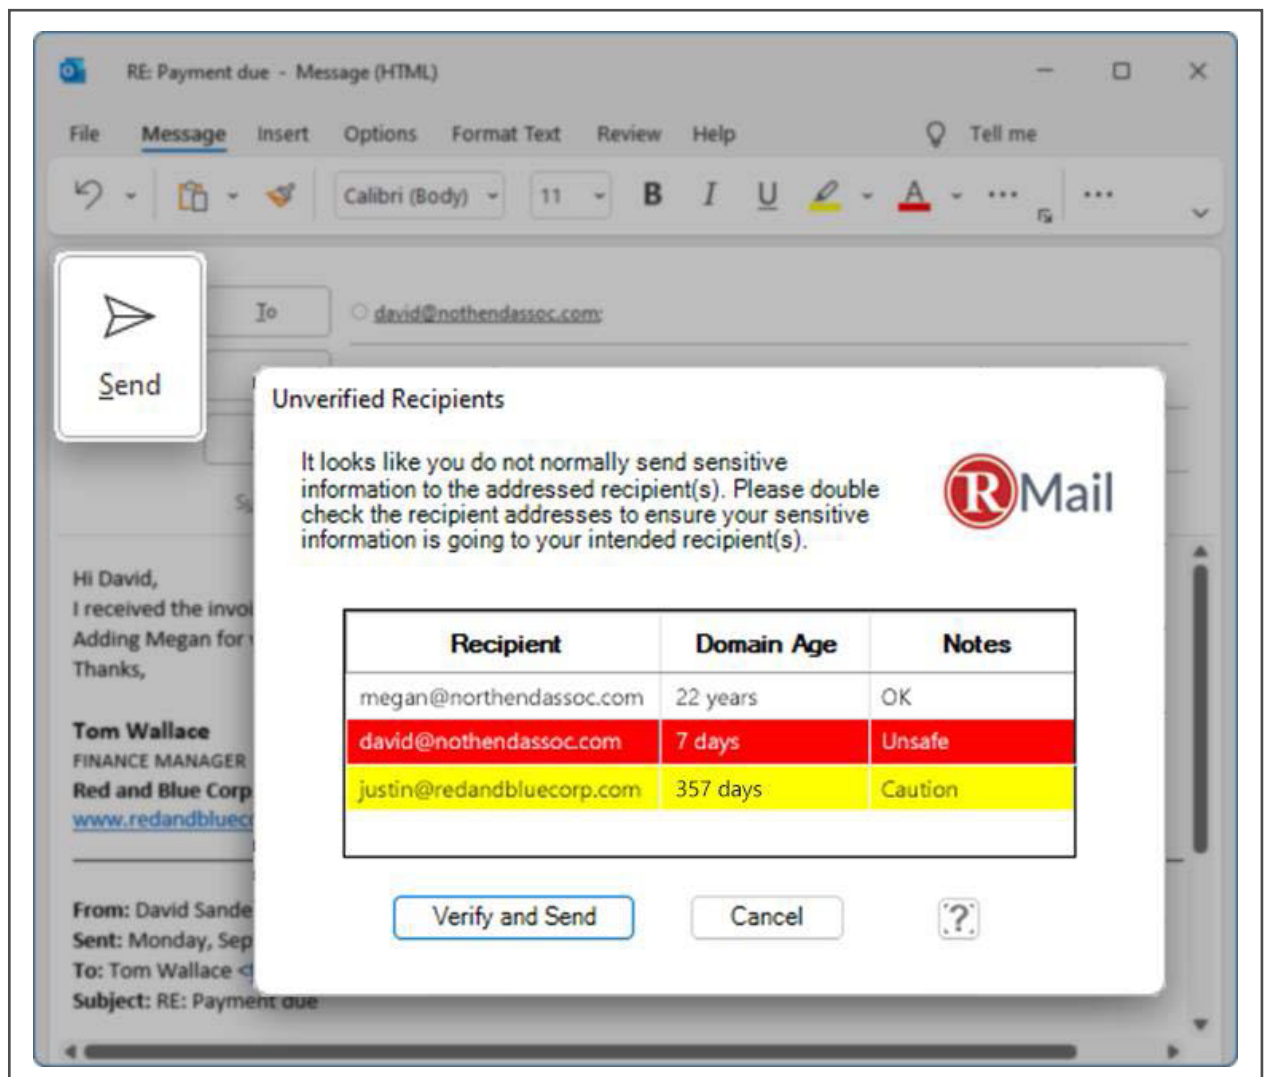 RE: Payment due - Message (HTML)
File Message Insert Options Format Text Review Help Tell me
Calibri (Body) 11 B I U A
Send
To
david@nothendassoc.com;
Unverified Recipients
It looks like you do not normally send sensitive
information to the addressed recipient(s). Please double
check the recipient addresses to ensure your sensitive
information is going to your intended recipient(s).
RMail
Recipient Domain Age Notes
megan@northendassoc.com 22 years OK
david@nothendassoc.com 7 days Unsafe
justin@redandbluecorp.com 357 days Caution
Verify and Send Cancel ?
Hi David,
I received the
Adding Megan for
Thanks,
Tom Wallace
FINANCE MANAGER
Red and Blue Corp
From: David
Sent: Monday,
To: Tom Wallace
Subject: RE: Payment due